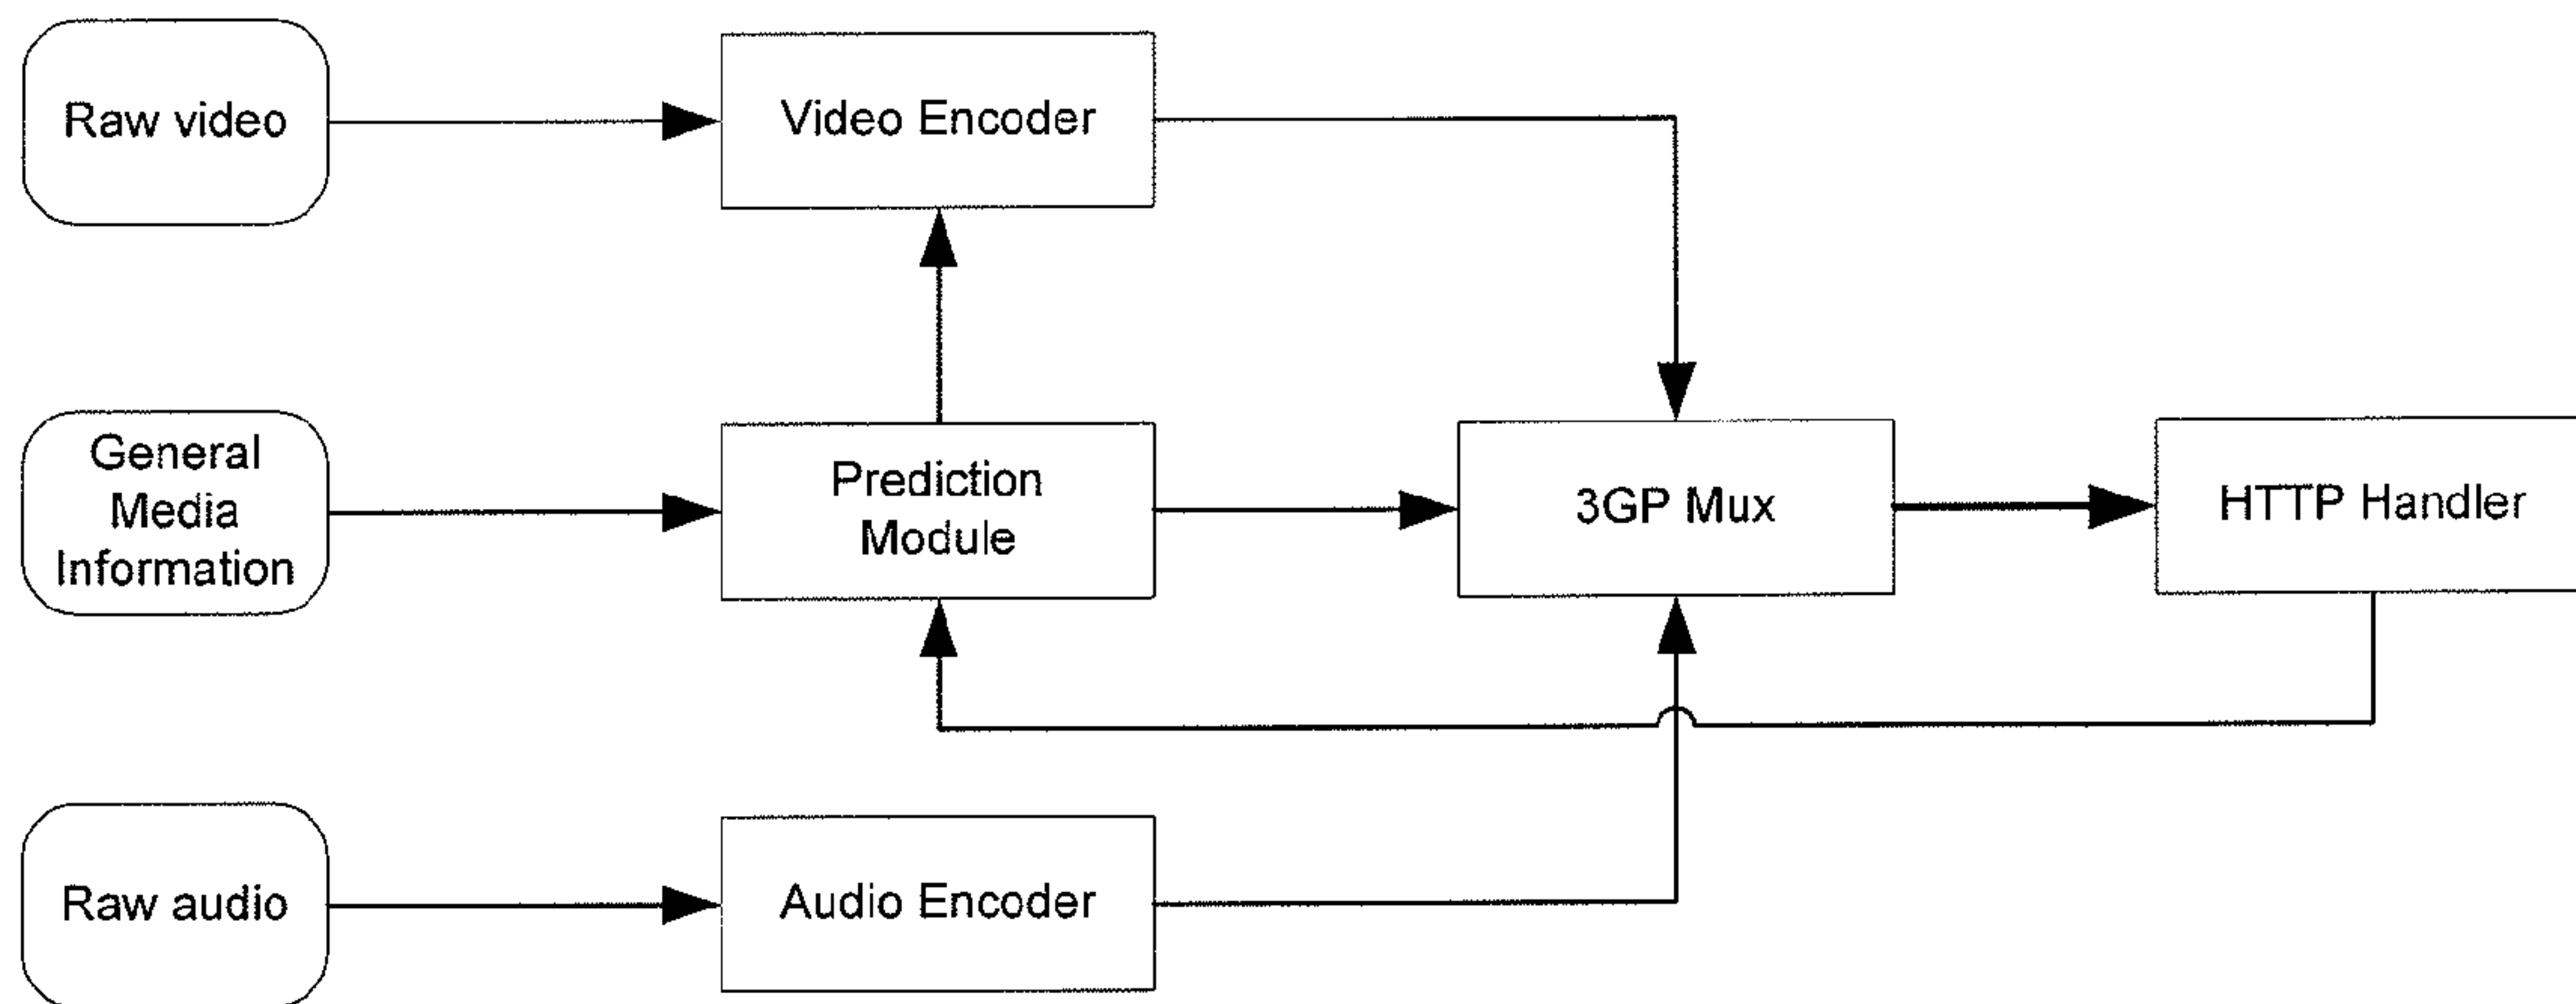 Raw video
Video Encoder
General
Media
Information
Prediction
Module
3GP Mux
HTTP Handler
Raw audio
Audio Encoder